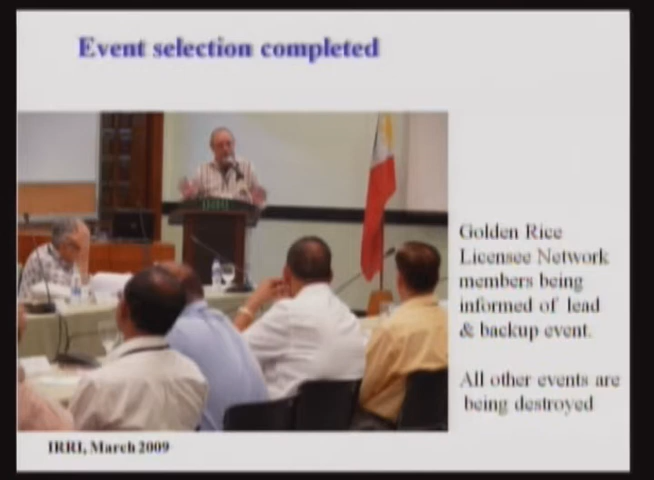 Event selection completed
IRRI
Golden Rice
Licensee Network
members being
informed of lead
& backup event.
All other events are
being destroyed
IRRI, March 2009